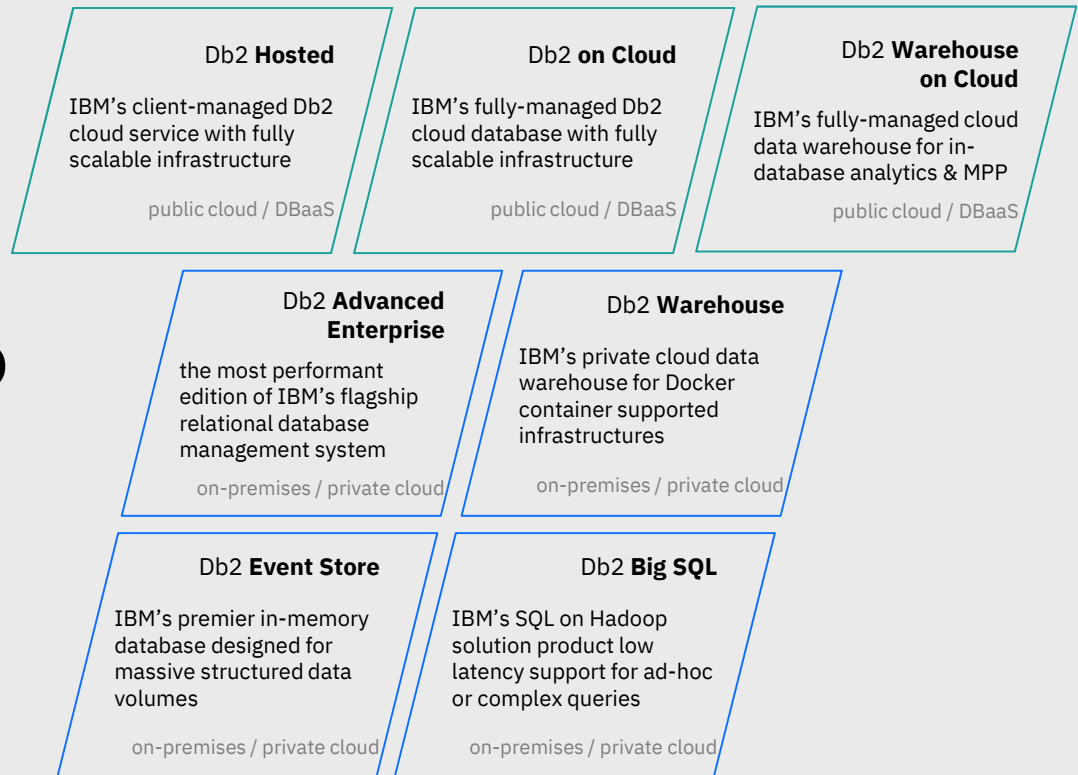 Db2 Hosted
IBM’s client-managed Db2
cloud service with fully
scalable infrastructure
public cloud / DBaaS
Db2 on Cloud
IBM’s fully-managed Db2
cloud database with fully
scalable infrastructure
public cloud / DBaaS
Db2 Warehouse
on Cloud
IBM’s fully-managed cloud
data warehouse for in-
database analytics & MPP
public cloud / DBaaS
Db2 Advanced
Enterprise
the most performant
edition of IBM’s flagship
relational database
management system
on-premises / private cloud
Db2 Warehouse
IBM’s private cloud data
warehouse for Docker
container supported
infrastructures
on-premises / private cloud
Db2 Event Store
IBM’s premier in-memory
database designed for
massive structured data
volumes
on-premises / private cloud
Db2 Big SQL
IBM’s SQL on Hadoop
solution product low
latency support for ad-hoc
or complex queries
on-premises / private cloud